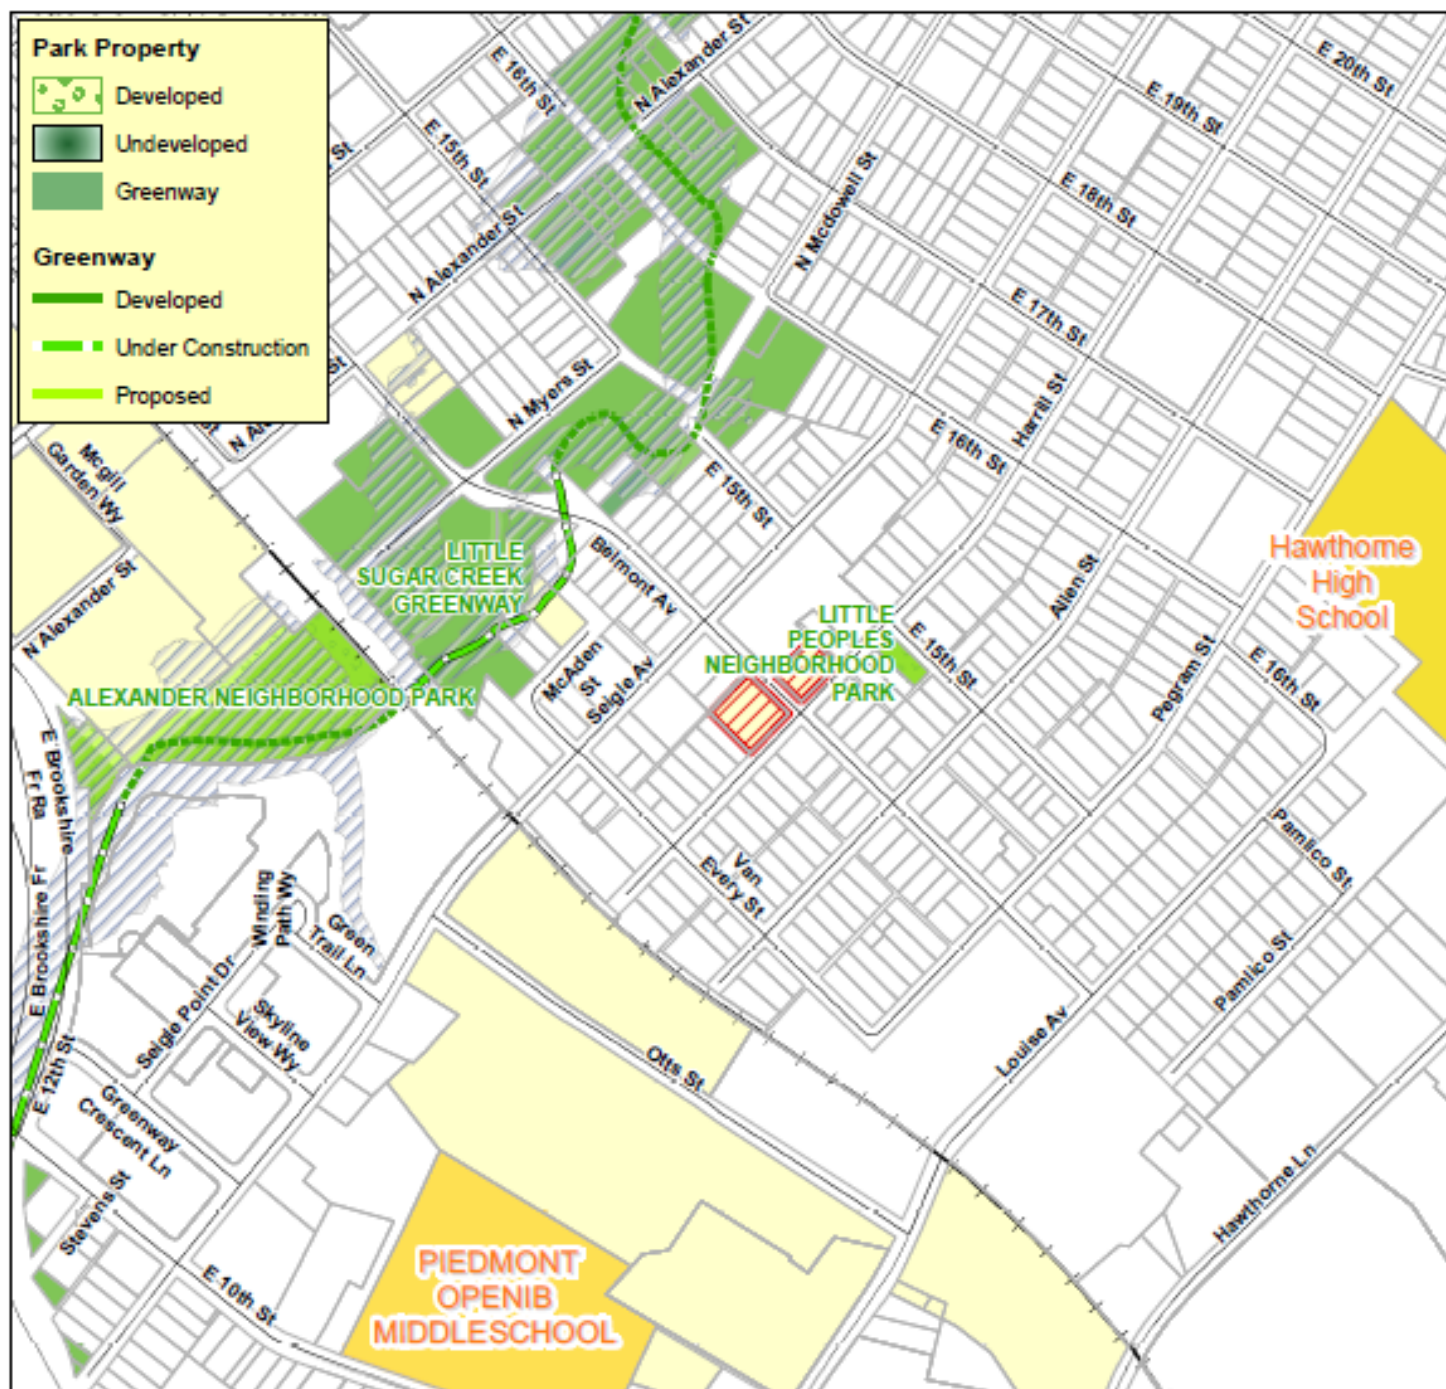 Park Property
Developed
Undeveloped
Greenway
Greenway
Developed
Under Construction
Proposed
E 16th St
N Alexander St
E 20th St
E 19th St
E 15th St
St
E 18th St
N Mcdowell St
N Alexander St
E 17th St
St
N Myers St
Harrill St
E 16th St
Mcgill
Garden Wy
E 15th St
LITTLE
SUGAR CREEK
GREENWAY
Belmont Av
Allen St
Hawthorne
High
School
N Alexander St
LITTLE
PEOPLES
NEIGHBORHOOD
PARK
E 15th St
McAden
St
Seigle Av
Pegram St
E 16th St
ALEXANDER NEIGHBORHOOD PARK
E Brookshire
Fr Ra
E Brookshire Fr
Pamlico St
Van
Every St
Winding
Path Wy
Green
Trail Ln
Pamlico St
Seigle Point Dr
Skyline
View Wy
Louise Av
Otts St
E 12th St
Greenway
Crescent Ln
Stevens St
Hawthorne Ln
E 10th St
PIEDMONT
OPENIB
MIDDLESCHOOL